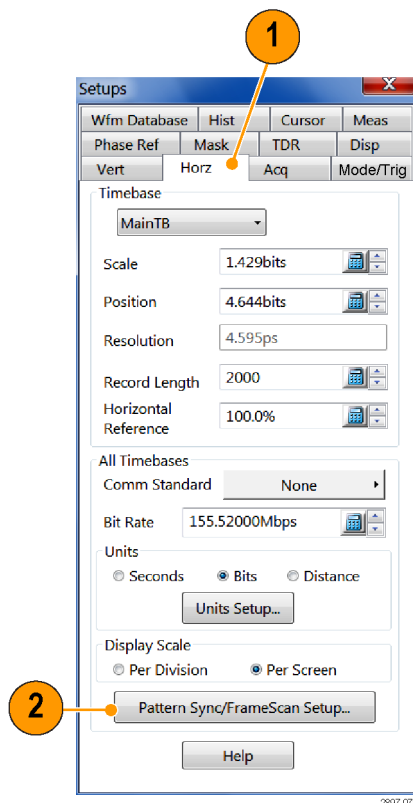 1
Setups X
Wfm Database Hist Cursor Meas
Phase Ref Mask TDR Disp
Vert Horz Acq Mode/Trig
Timebase
MainTB
Scale 1.429bits
Position 4.644bits
Resolution 4.595ps
Record Length 2000
Horizontal
Reference 100.0%
All Timebases
Comm Standard None
Bit Rate 155.52000Mbps
Units
Seconds Bits Distance
Units Setup...
Display Scale
Per Division Per Screen
2 Pattern Sync/FrameScan Setup...
Help